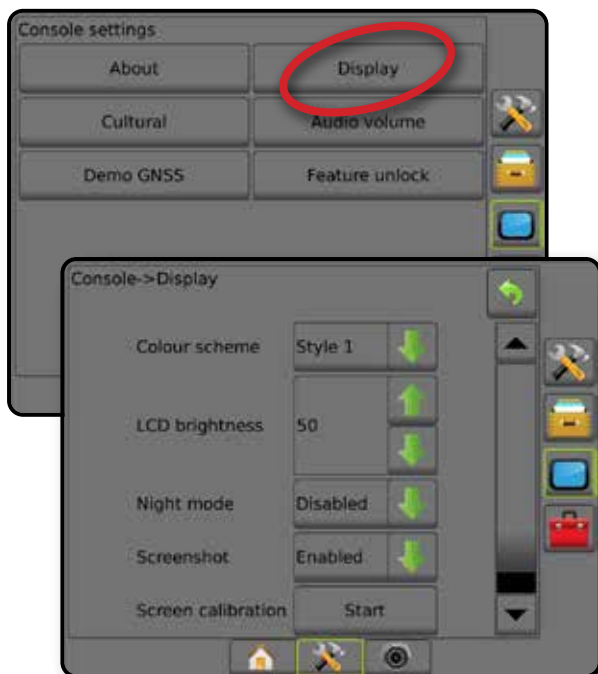 Console settings
About Display
Cultural Audio volume
Demo GNSS Feature unlock
Console->Display
Colour scheme Style 1
LCD brightness 50
Night mode Disabled
Screenshot Enabled
Screen calibration Start